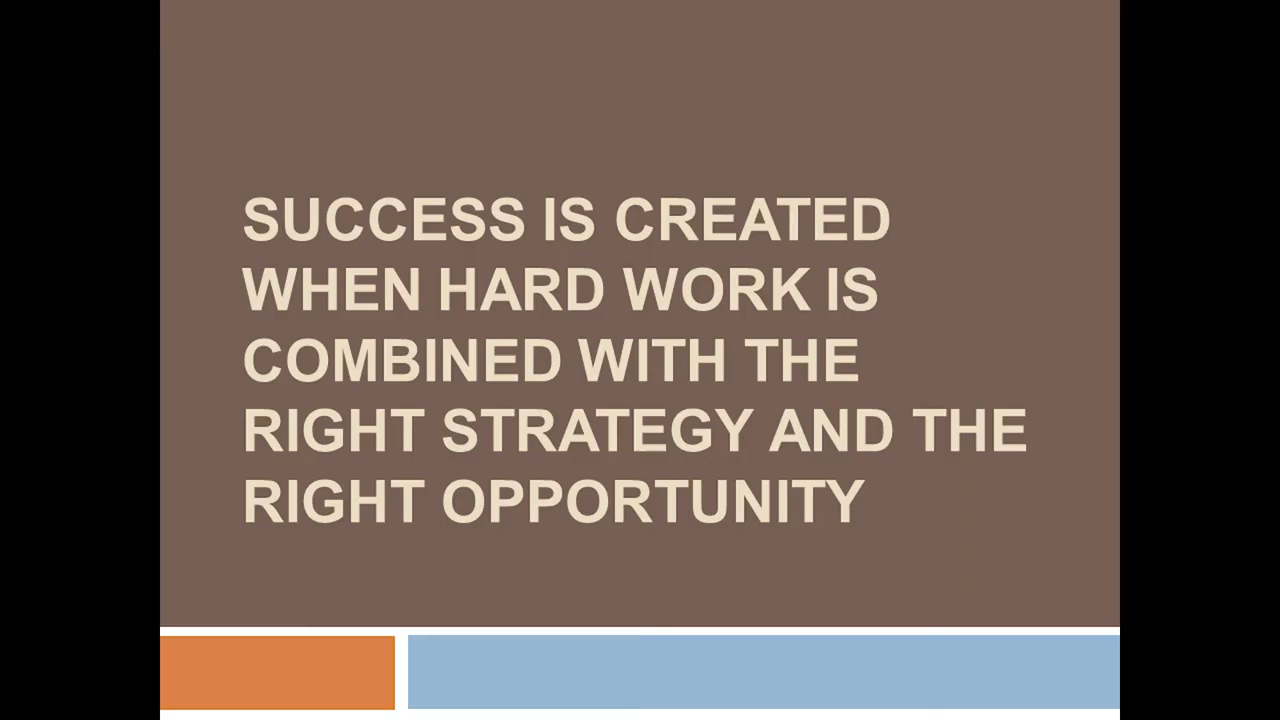 SUCCESS IS CREATED
WHEN HARD WORK IS
COMBINED WITH THE
RIGHT STRATEGY AND THE
RIGHT OPPORTUNITY